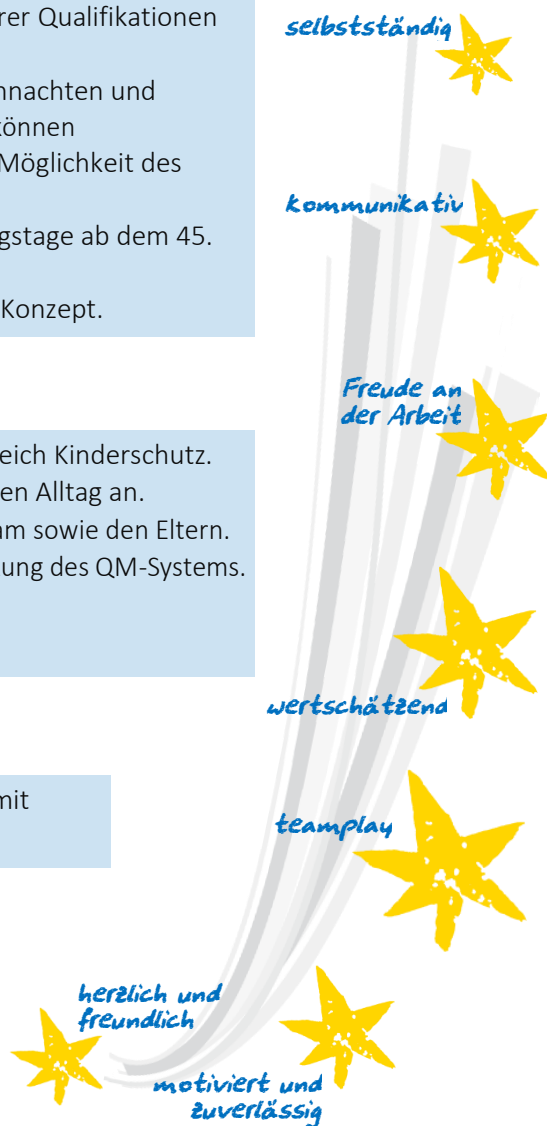 rer Qualifikationen
hnachten und
können
Möglichkeit des
gstage ab dem 45.
Konzept.
eich Kinderschutz.
en Alltag an.
am sowie den Eltern.
ung des QM-Systems.
mit
selbstständig
kommunikativ
Freude an
der Arbeit
wertschätzend
teamplay
herzlich und
freundlich
motiviert und
zuverlässig